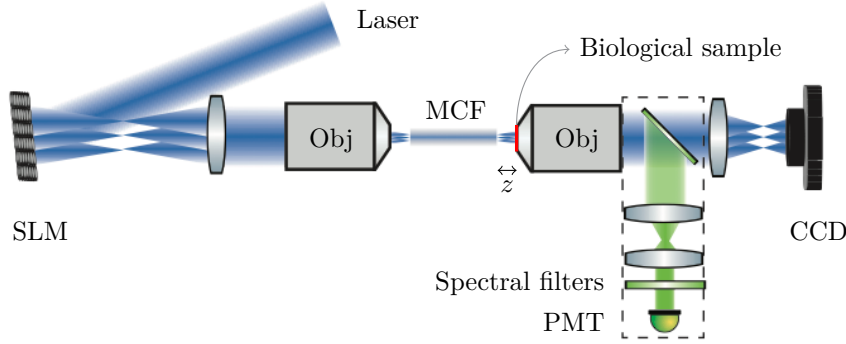 Laser
Biological sample
MCF
Obj
Obj
z
SLM
CCD
Spectral filters
PMT